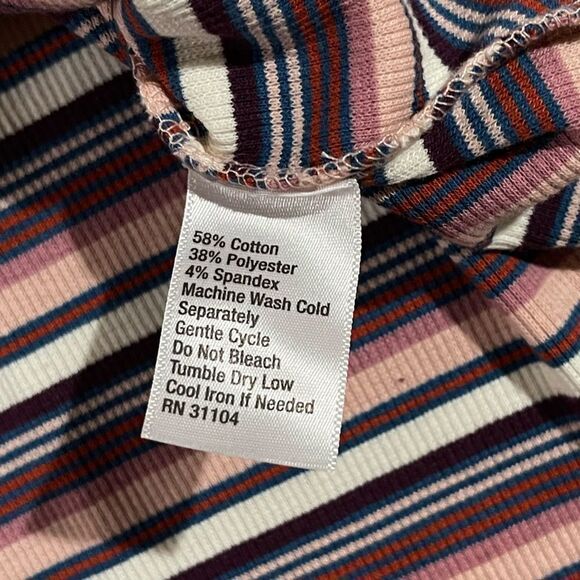 58% Cotton
38% Polyester
4% Spandex
Machine Wash Cold
Separately
Gentle Cycle
Do Not Bleach
Tumble Dry Low
Cool Iron If Needed
RN 31104